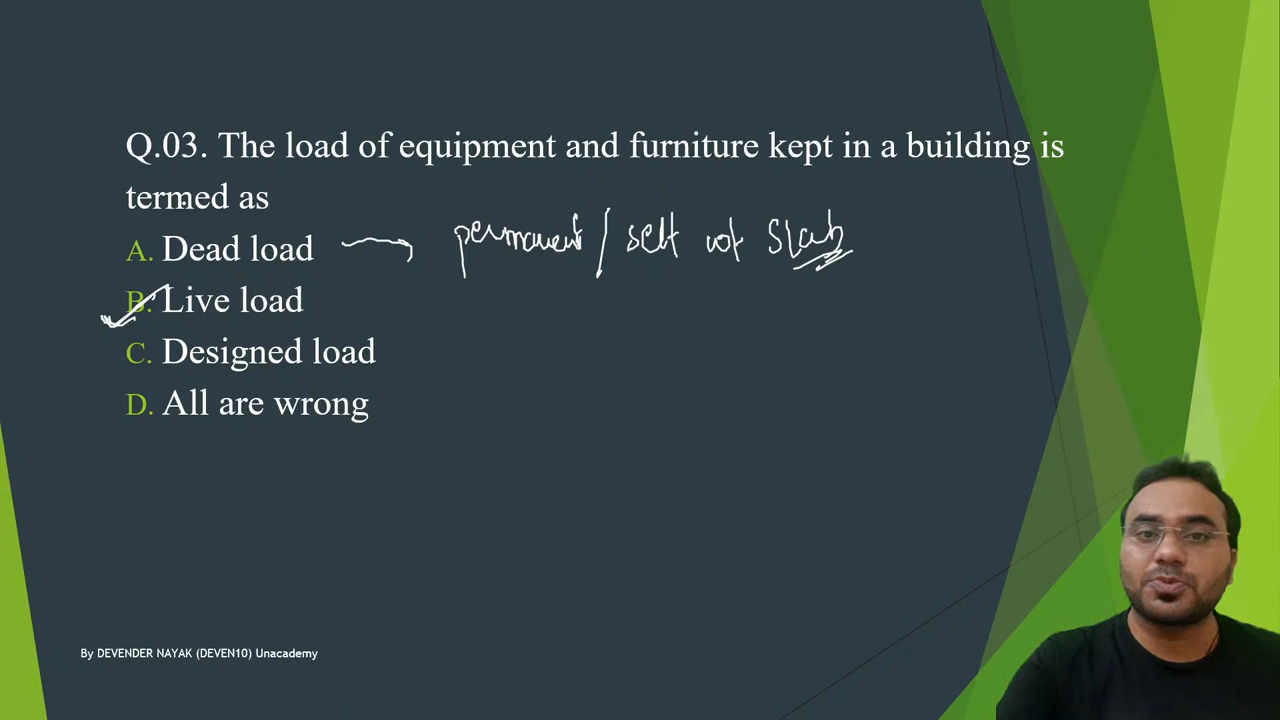 Q.03. The load of equipment and furniture kept in a building is
termed as
A. Dead load permanent / self wt slab
B. Live load
C. Designed load
D. All are wrong
By DEVENDER NAYAK (DEVEN10) Unacademy